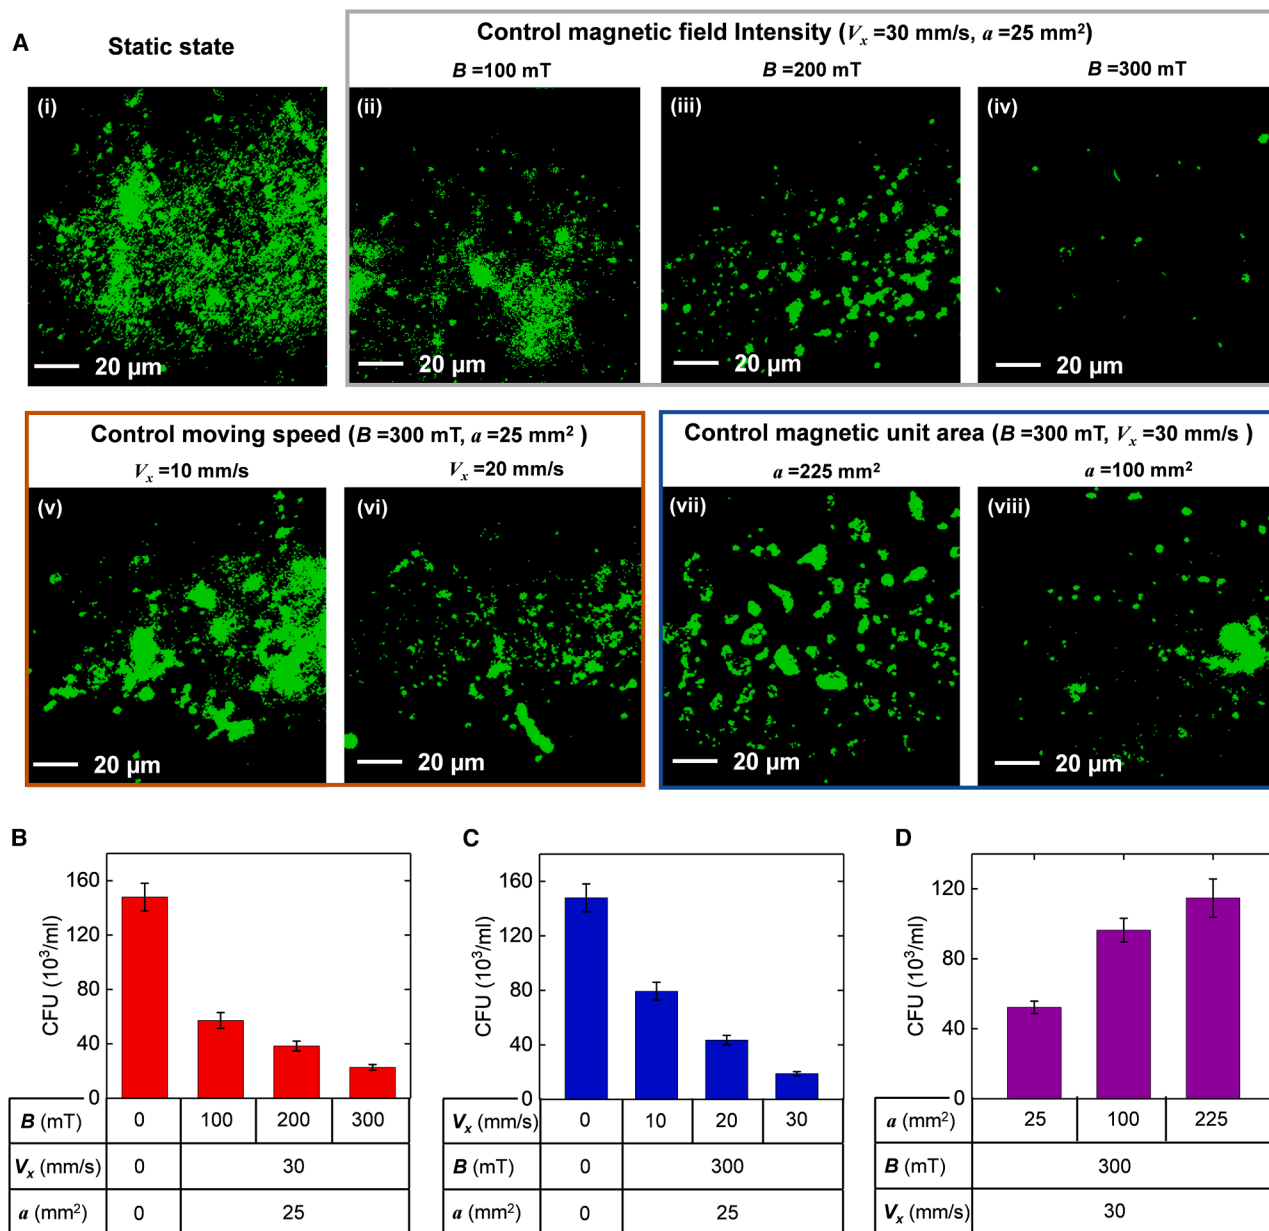 A
Static state
Control magnetic field Intensity (Vx =30 mm/s, a =25 mm²)
B =100 mT
B =200 mT
B =300 mT
(i)
(ii)
(iii)
(iv)
20 µm
20 µm
20 µm
20 µm
Control moving speed (B =300 mT, a =25 mm² )
Control magnetic unit area (B =300 mT, Vx =30 mm/s )
Vx =10 mm/s
Vx =20 mm/s
a =225 mm²
a =100 mm²
(v)
(vi)
(vii)
(viii)
20 µm
20 µm
20 µm
20 µm
B
CFU (10³/ml)
160
120
80
40
0
B (mT) 0 100 200 300
Vx (mm/s) 0 30
a (mm²) 0 25
C
CFU (10³/ml)
160
120
80
40
0
Vx (mm/s) 0 10 20 30
B (mT) 0 300
a (mm²) 0 25
D
CFU (10³/ml)
120
80
40
0
a (mm²) 25 100 225
B (mT) 300
Vx (mm/s) 30